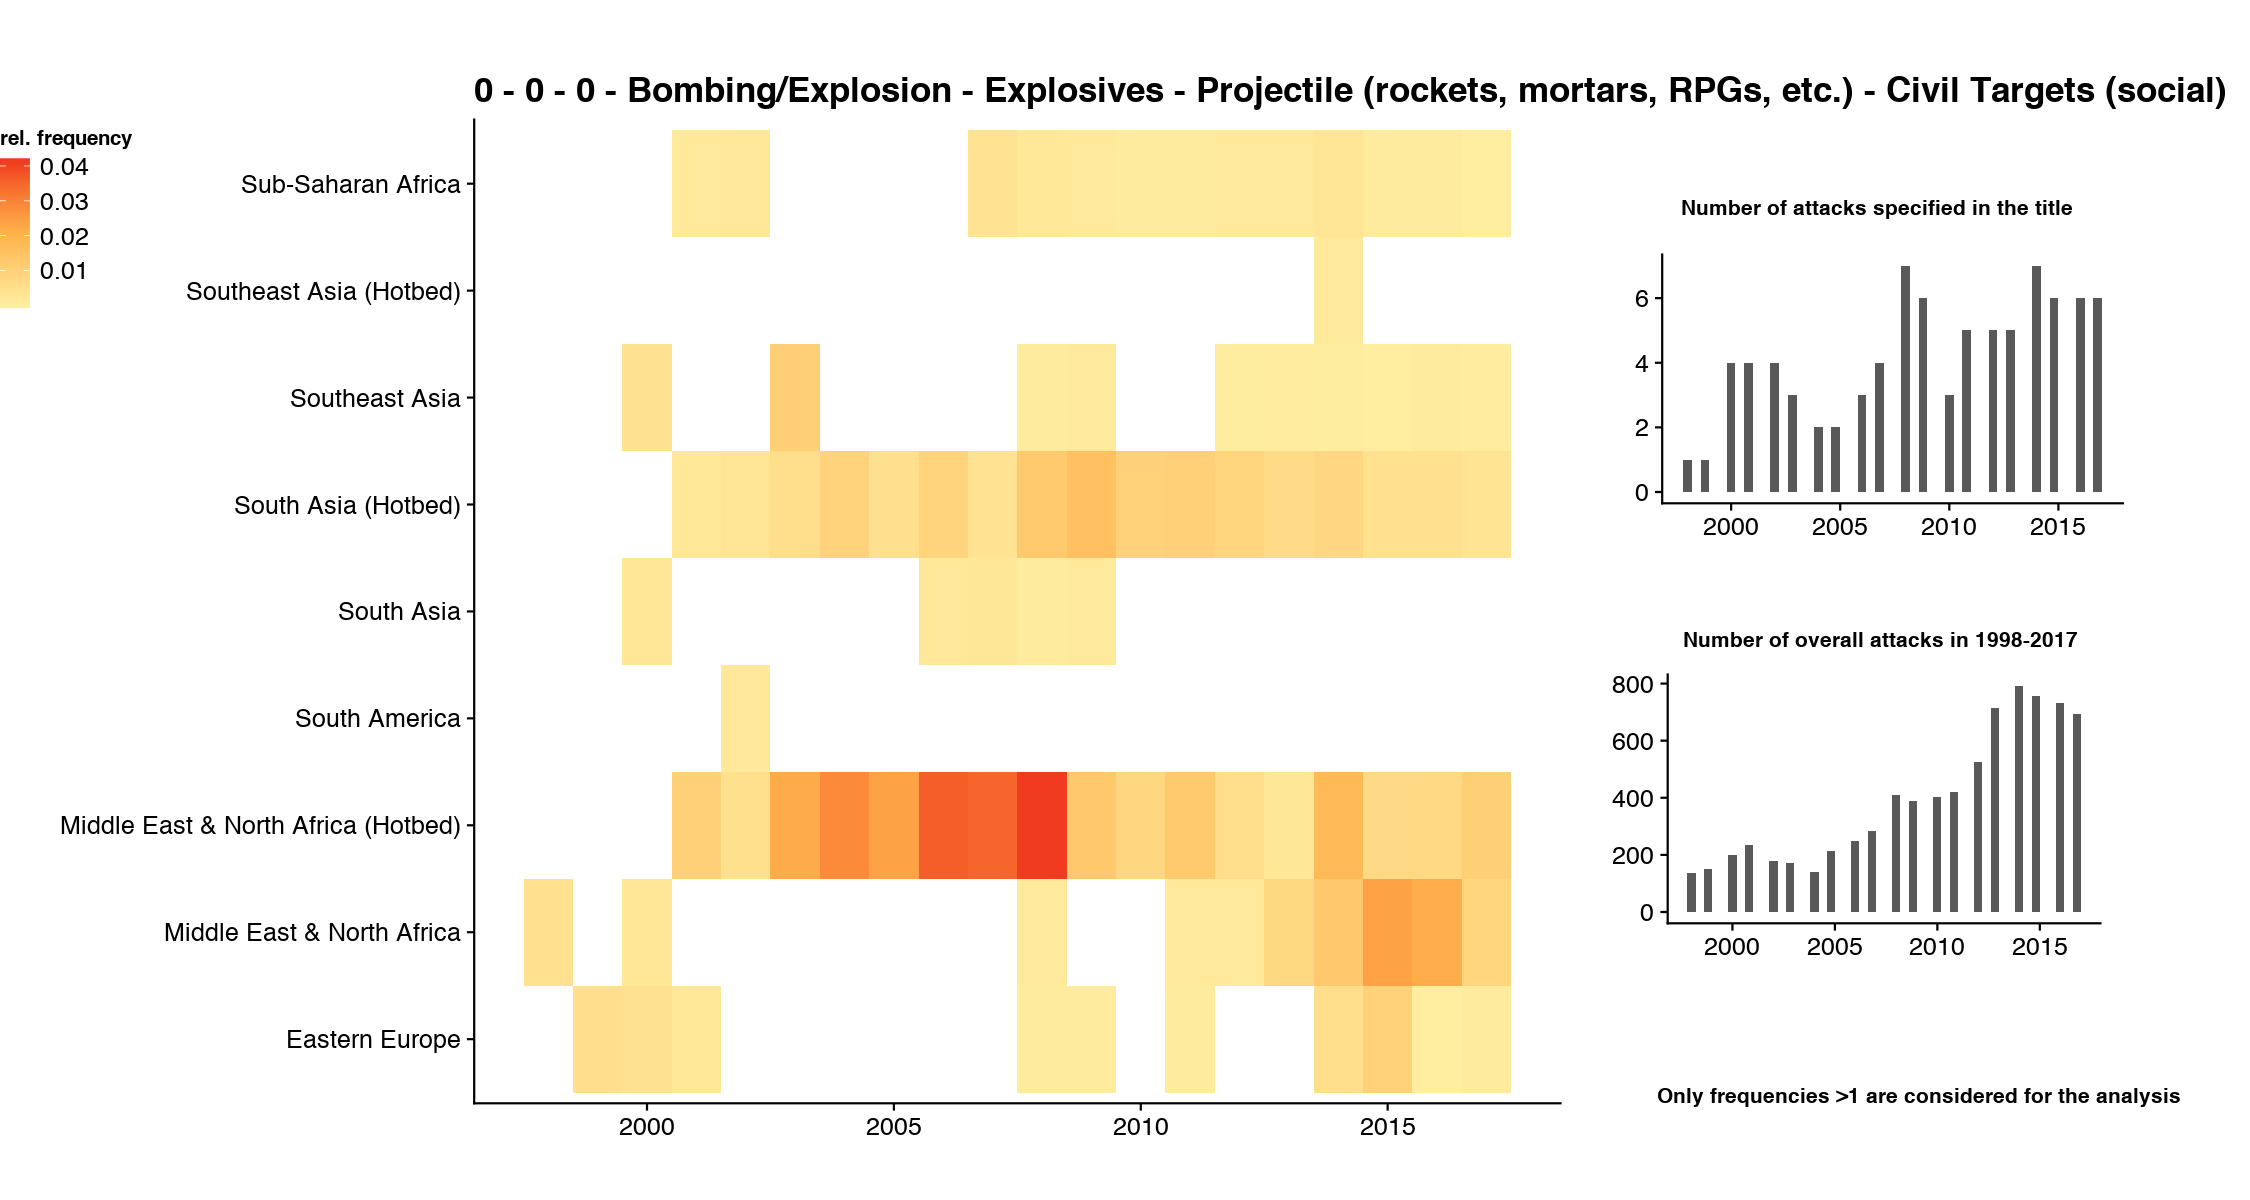 0 - 0 - 0 - Bombing/Explosion - Explosives - Projectile (rockets, mortars, RPGs, etc.) - Civil Targets (social)
rel. frequency
0.04
0.03
0.02
0.01
Sub-Saharan Africa
Southeast Asia (Hotbed)
Southeast Asia
South Asia (Hotbed)
South Asia
South America
Middle East & North Africa (Hotbed)
Middle East & North Africa
Eastern Europe
2000
2005
2010
2015
Number of attacks specified in the title
6
4
2
0
2000
2005
2010
2015
Number of overall attacks in 1998-2017
800
600
400
200
0
2000
2005
2010
2015
Only frequencies >1 are considered for the analysis